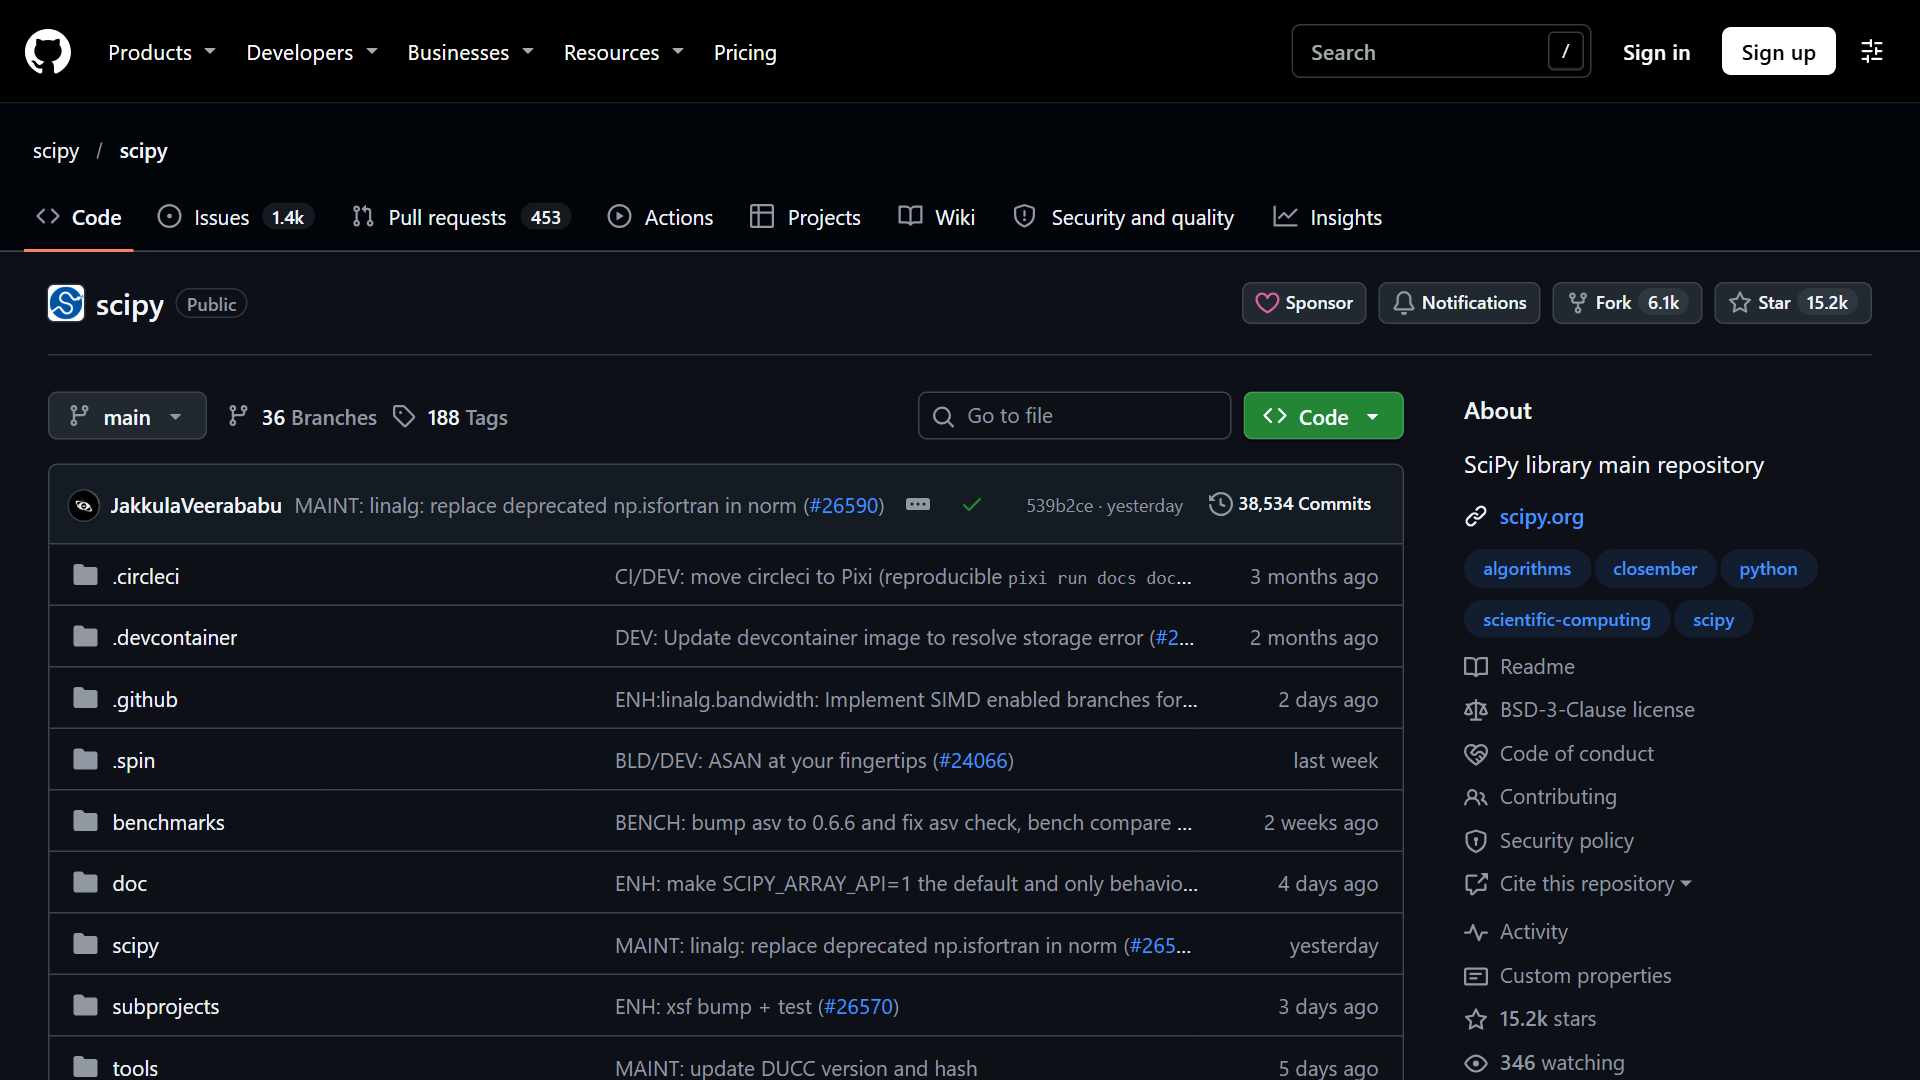 Products Developers Businesses Resources Pricing Search / Sign in Sign up
scipy / scipy
Code Issues 1.4k Pull requests 453 Actions Projects Wiki Security and quality Insights
scipy Public Sponsor Notifications Fork 6.1k Star 15.2k
main 36 Branches 188 Tags Go to file Code
JakkulaVeerababu MAINT: linalg: replace deprecated np.isfortran in norm (#26590) 539b2ce · yesterday 38,534 Commits
.circleci CI/DEV: move circleci to Pixi (reproducible pixi run docs doc... 3 months ago
.devcontainer DEV: Update devcontainer image to resolve storage error (#2... 2 months ago
.github ENH:linalg.bandwidth: Implement SIMD enabled branches for... 2 days ago
.spin BLD/DEV: ASAN at your fingertips (#24066) last week
benchmarks BENCH: bump asv to 0.6.6 and fix asv check, bench compare ... 2 weeks ago
doc ENH: make SCIPY_ARRAY_API=1 the default and only behavio... 4 days ago
scipy MAINT: linalg: replace deprecated np.isfortran in norm (#265... yesterday
subprojects ENH: xsf bump + test (#26570) 3 days ago
tools MAINT: update DUCC version and hash 5 days ago
About
SciPy library main repository
scipy.org
algorithms closember python
scientific-computing scipy
Readme
BSD-3-Clause license
Code of conduct
Contributing
Security policy
Cite this repository
Activity
Custom properties
15.2k stars
346 watching